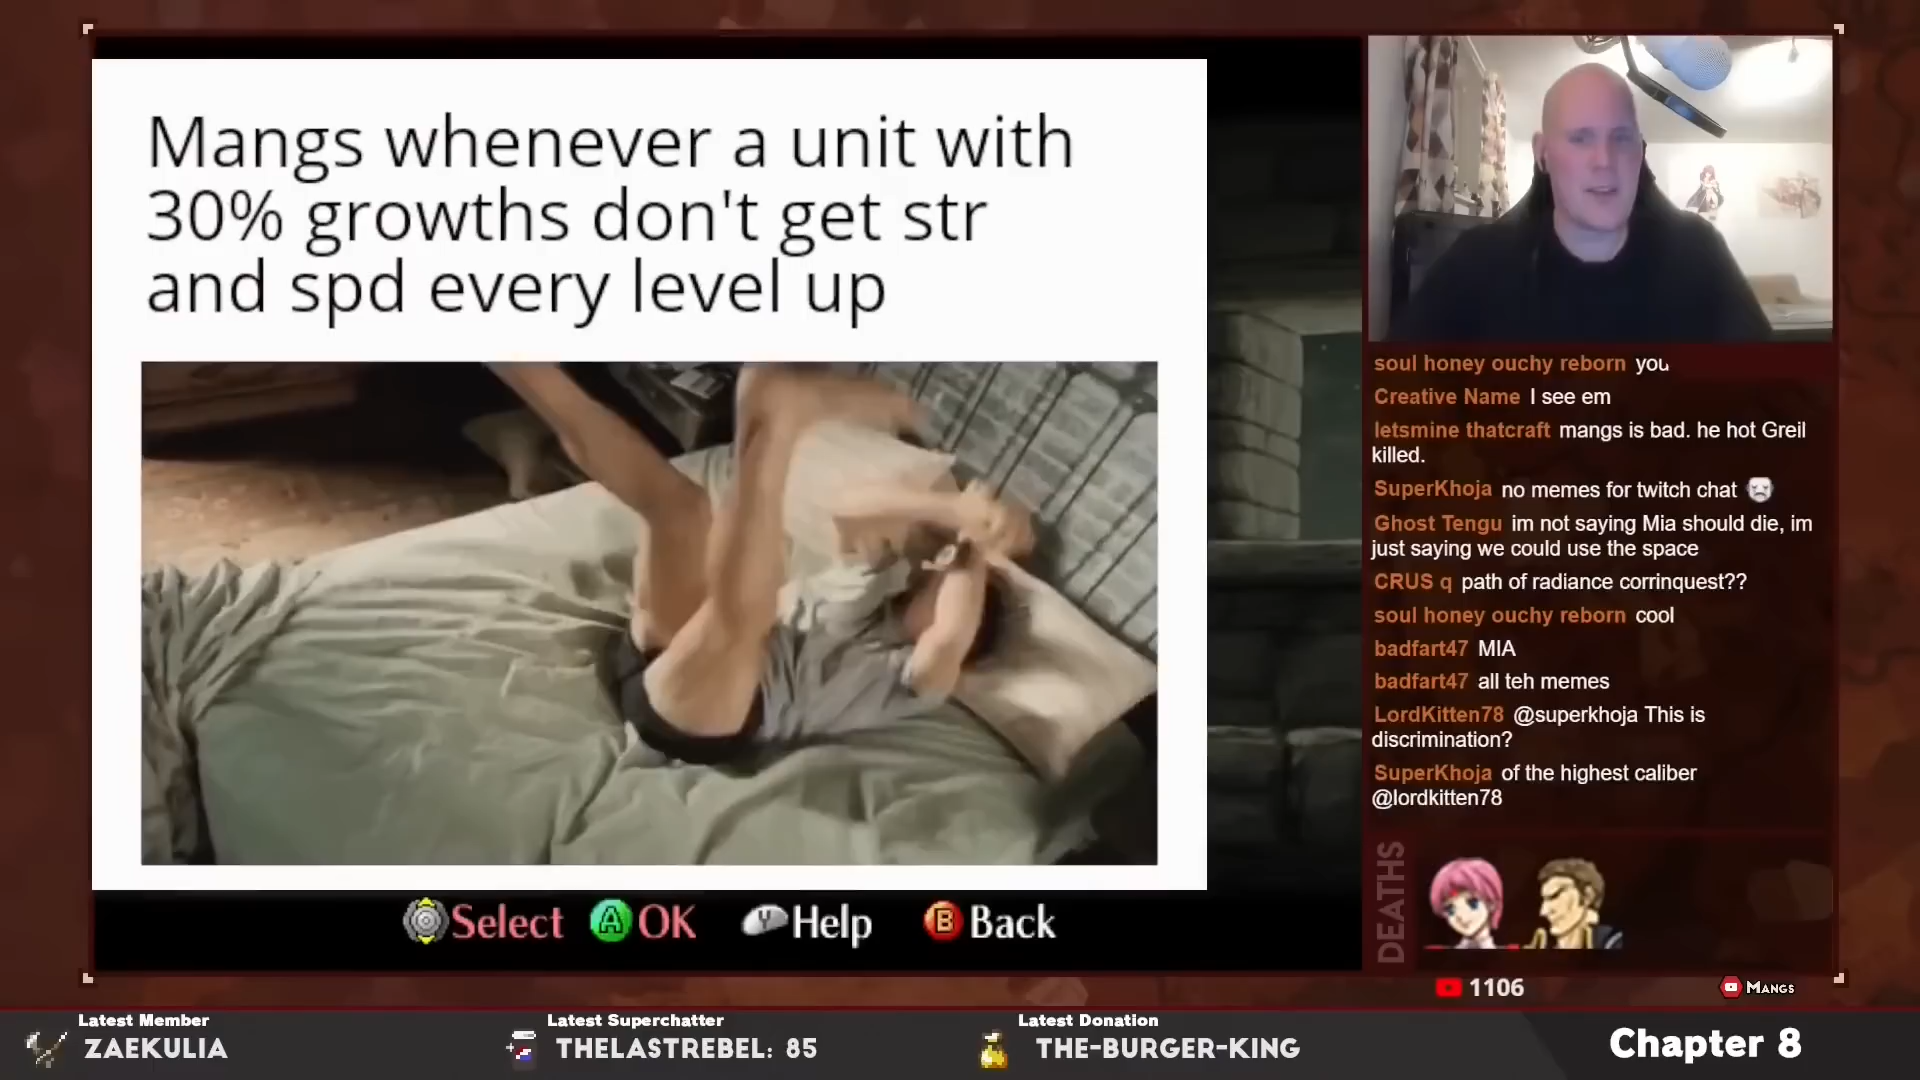 Mangs whenever a unit with
30% growths don't get str
and spd every level up
Select OK Help Back
soul honey ouchy reborn you
Creative Name I see em
letsmine thatcraft mangs is bad. he hot Greil
killed.
SuperKhoja no memes for twitch chat
Ghost Tengu im not saying Mia should die, im
just saying we could use the space
CRUS q path of radiance corrinquest??
soul honey ouchy reborn cool
badfart47 MIA
badfart47 all teh memes
LordKitten78 @superkhoja This is
discrimination?
SuperKhoja of the highest caliber
@lordkitten78
DEATHS
1106
MANGS
Latest Member
ZAEKULIA
Latest Superchatter
THELASTREBEL: 85
Latest Donation
THE-BURGER-KING
Chapter 8